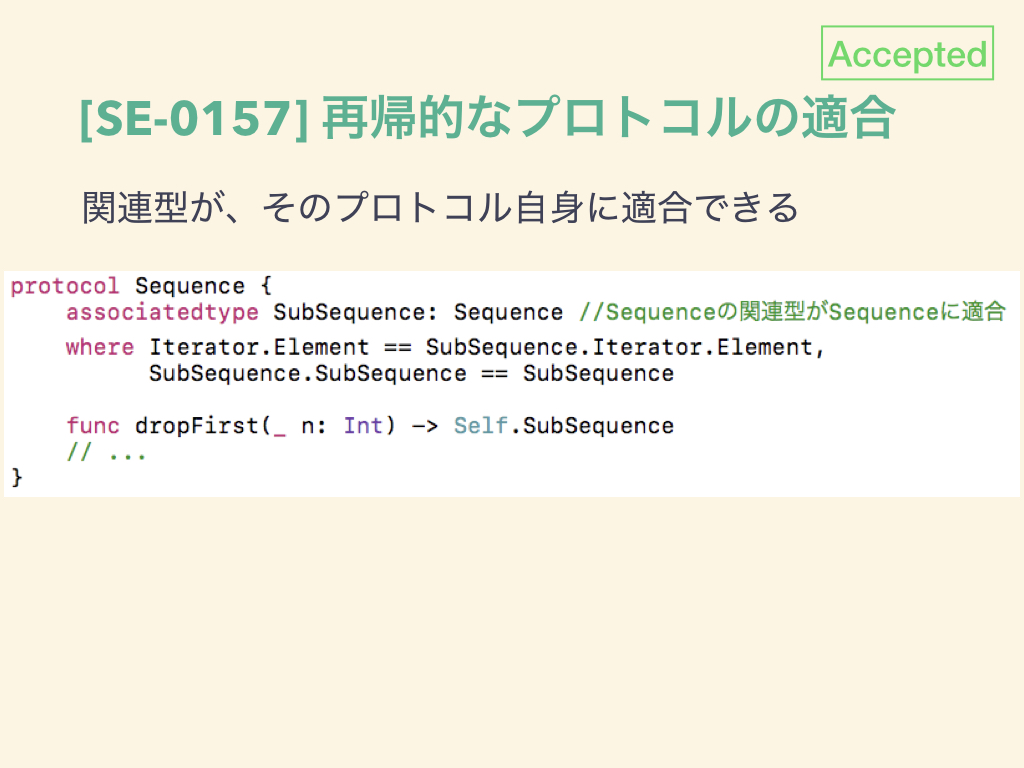 Accepted
[SE-0157] 再帰的なプロトコルの適合
関連型が、そのプロトコル自身に適合できる
protocol Sequence {
    associatedtype SubSequence: Sequence //Sequenceの関連型がSequenceに適合
    where Iterator.Element == SubSequence.Iterator.Element,
          SubSequence.SubSequence == SubSequence
    func dropFirst(_ n: Int) -> Self.SubSequence
    // ...
}